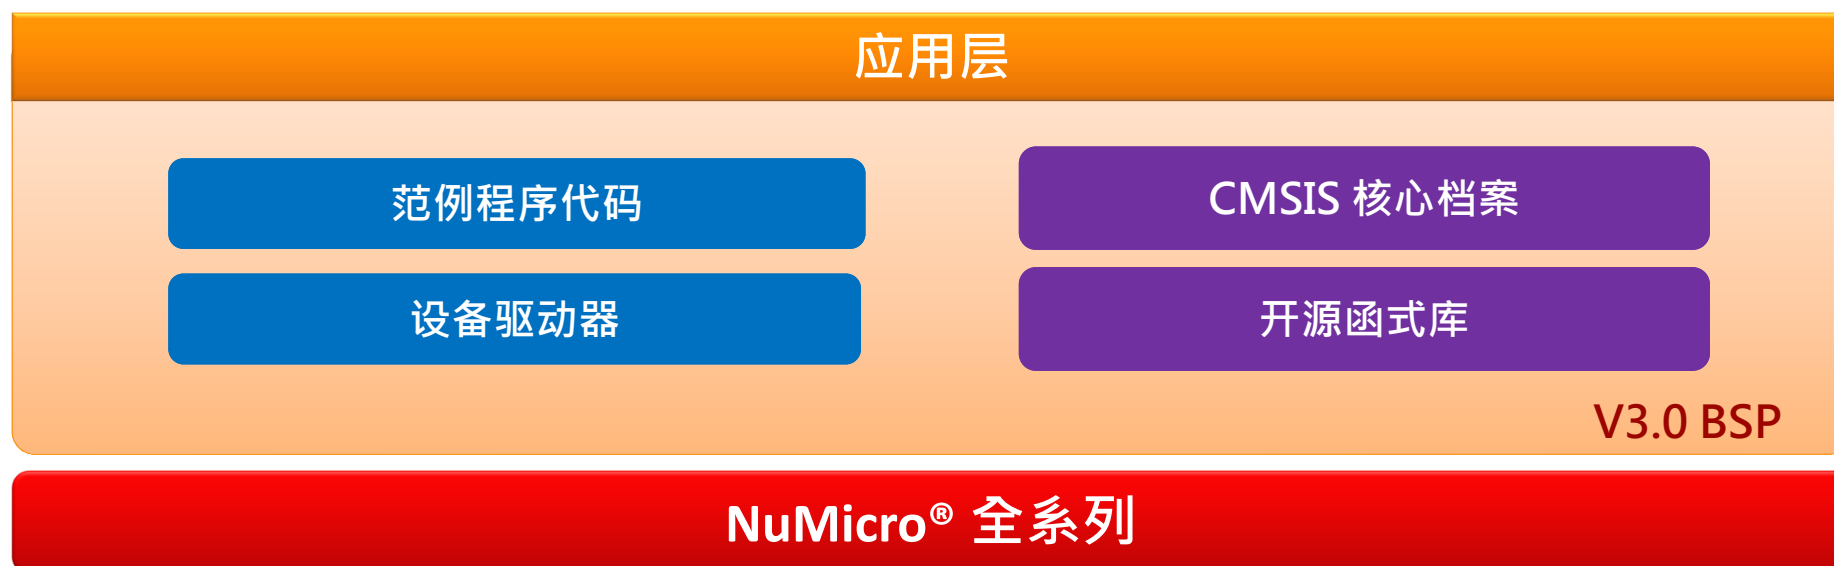 应用层
范例程序代码
CMSIS 核心档案
设备驱动器
开源函式库
V3.0 BSP
NuMicro® 全系列